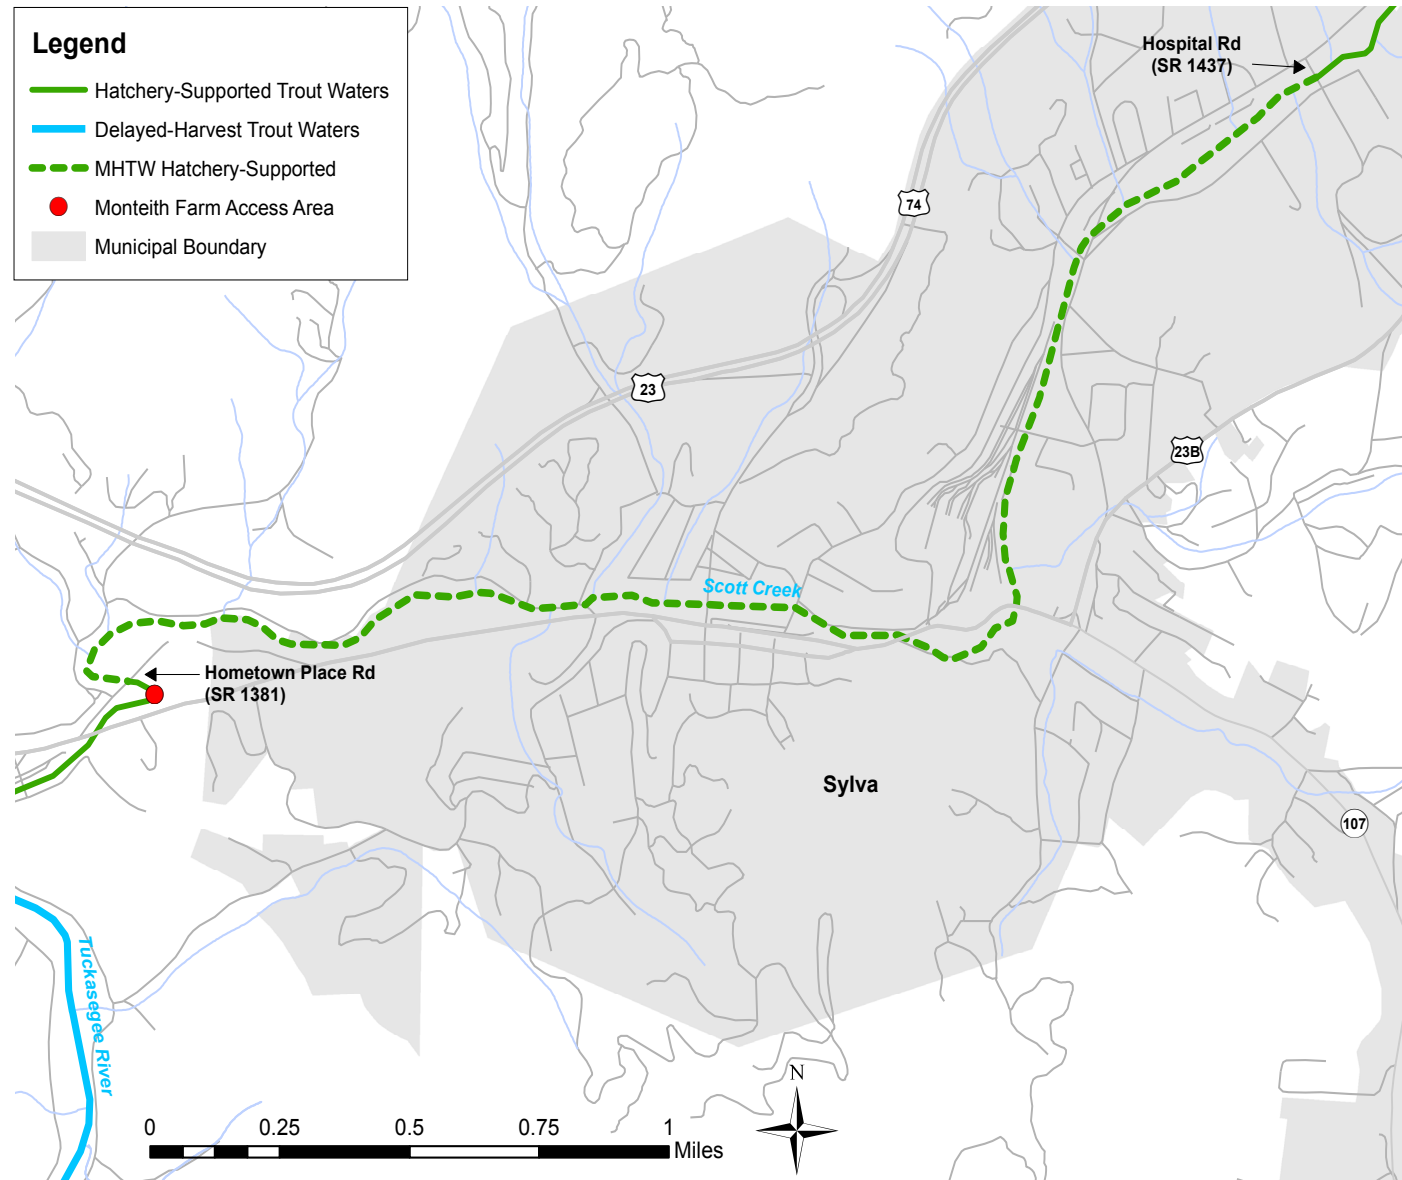 Legend
Hatchery-Supported Trout Waters
Delayed-Harvest Trout Waters
MHTW Hatchery-Supported
Monteith Farm Access Area
Municipal Boundary
Hospital Rd
(SR 1437)
74
23
23B
Scott Creek
Hometown Place Rd
(SR 1381)
Sylva
107
Tuckasegee River
N
0 0.25 0.5 0.75 1
Miles